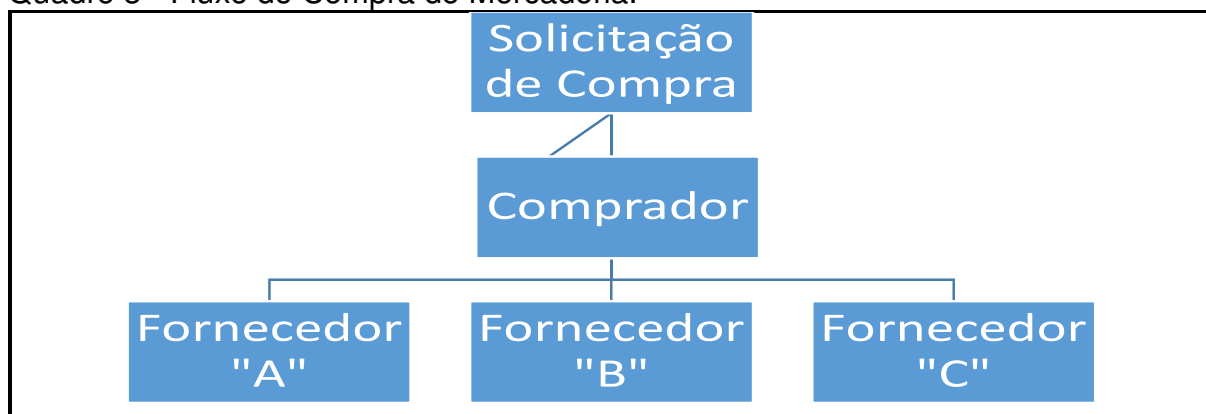 Solicitação
de Compra
Comprador
Fornecedor
"A"
Fornecedor
"B"
Fornecedor
"C"